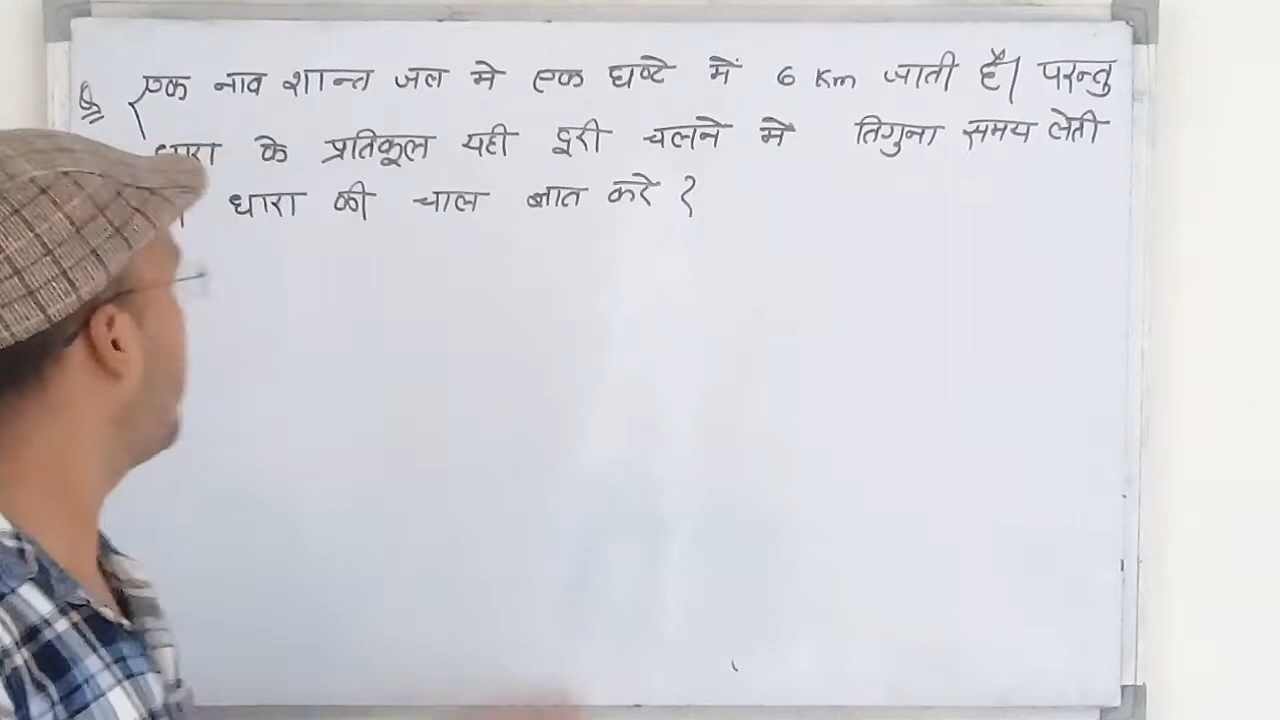 Q एक नाव शान्त जल मे एक घण्टे में 6 Km जाती है। परन्तु
धारा के प्रतिकूल यही दूरी चलने मे तिगुना समय लेती
धारा की चाल ज्ञात करे ?